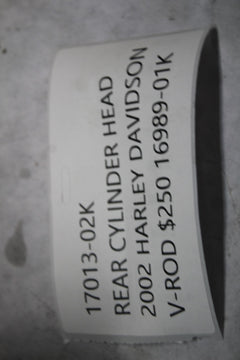 17013-02K
REAR CYLINDER HEAD
2002 HARLEY DAVIDSON
V-ROD $250 16989-01K